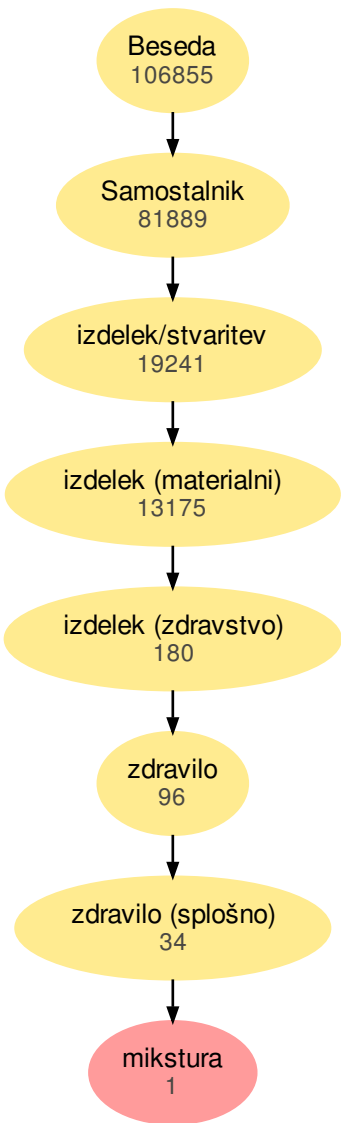 Beseda
106855
Samostalnik
81889
izdelek/stvaritev
19241
izdelek (materialni)
13175
izdelek (zdravstvo)
180
zdravilo
96
zdravilo (splošno)
34
mikstura
1